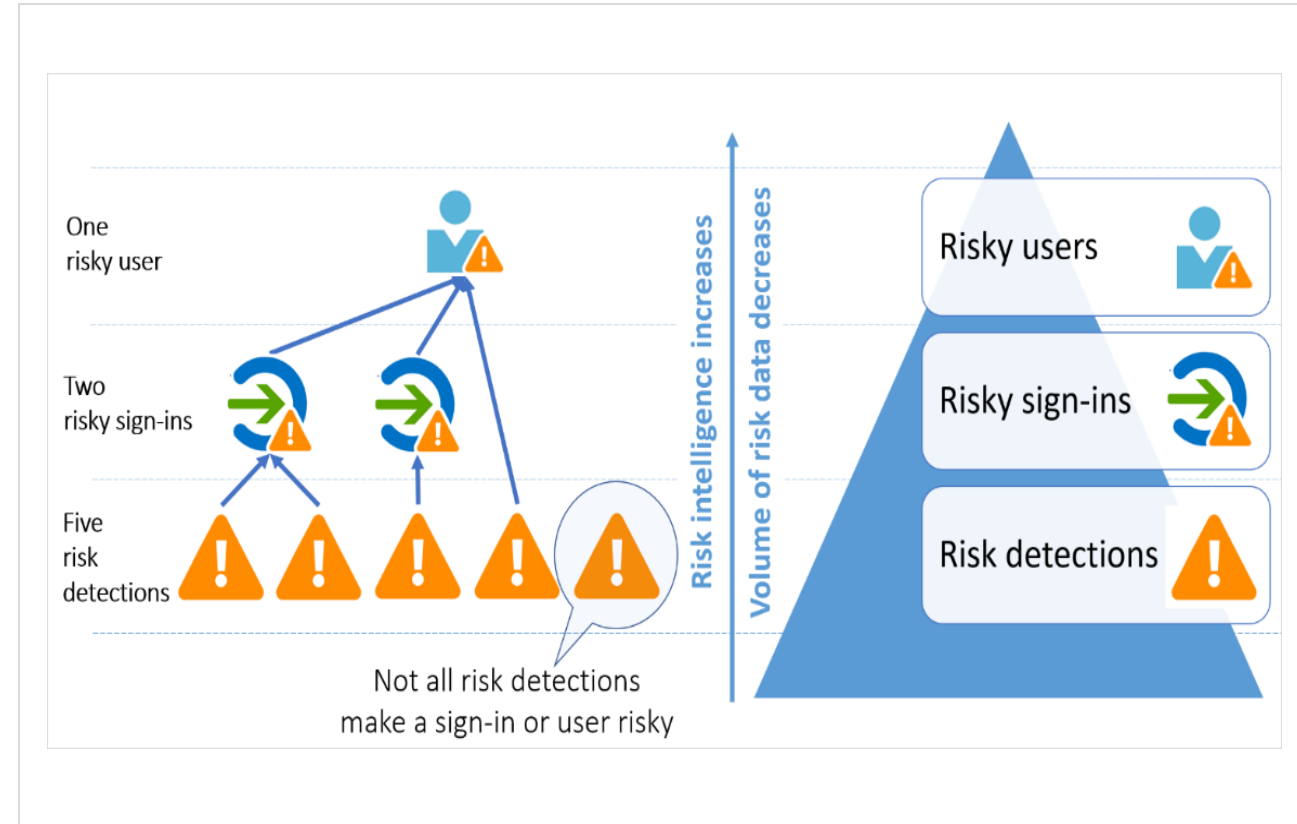 One
risky user
Two
risky sign-ins
Five
risk
detections
Not all risk detections
make a sign-in or user risky
Risk intelligence increases
Volume of risk data decreases
Risky users
Risky sign-ins
Risk detections